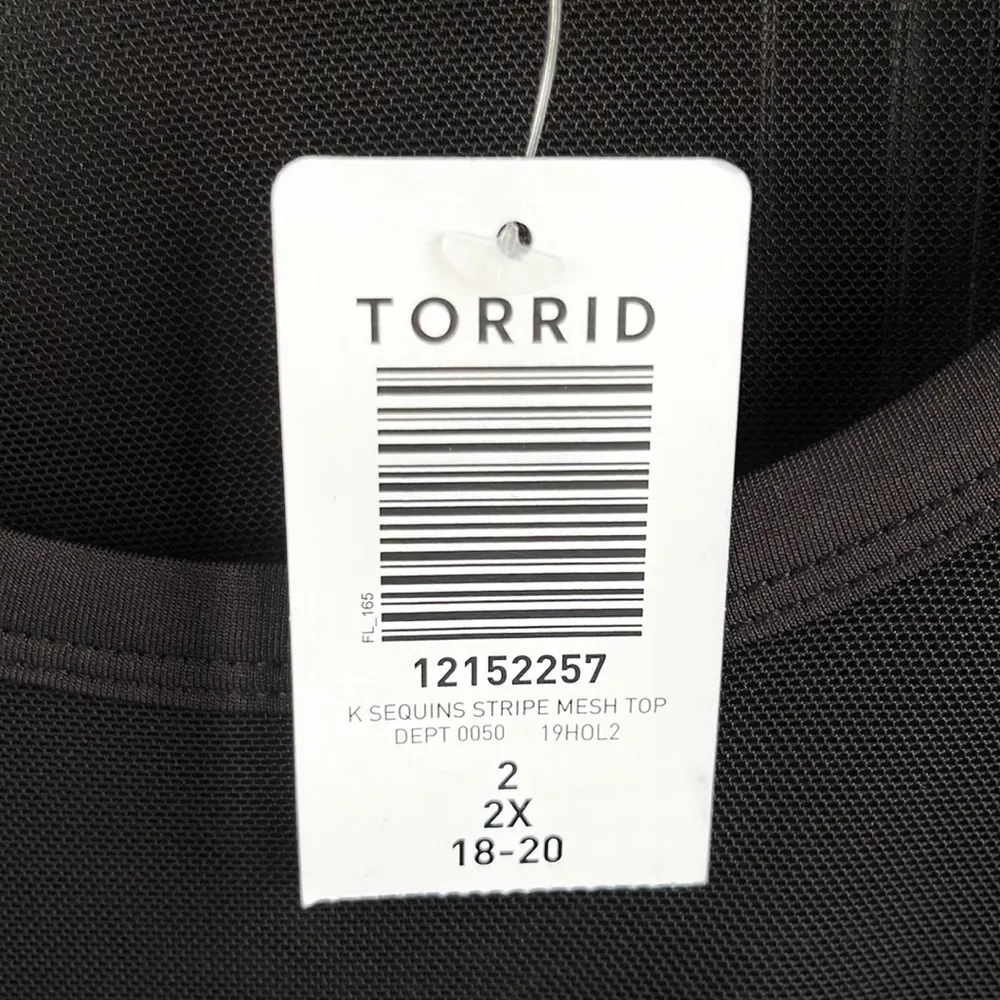 TORRID
FL_165
12152257
K SEQUINS STRIPE MESH TOP
DEPT 0050 19HOL2
2
2X
18-20